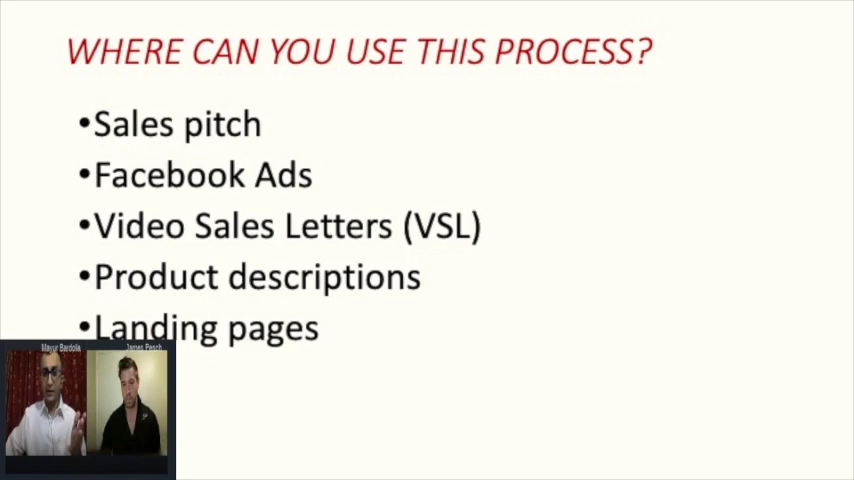 WHERE CAN YOU USE THIS PROCESS?
•Sales pitch
•Facebook Ads
•Video Sales Letters (VSL)
•Product descriptions
•Landing pages
Mayur Bardolia James Pesch